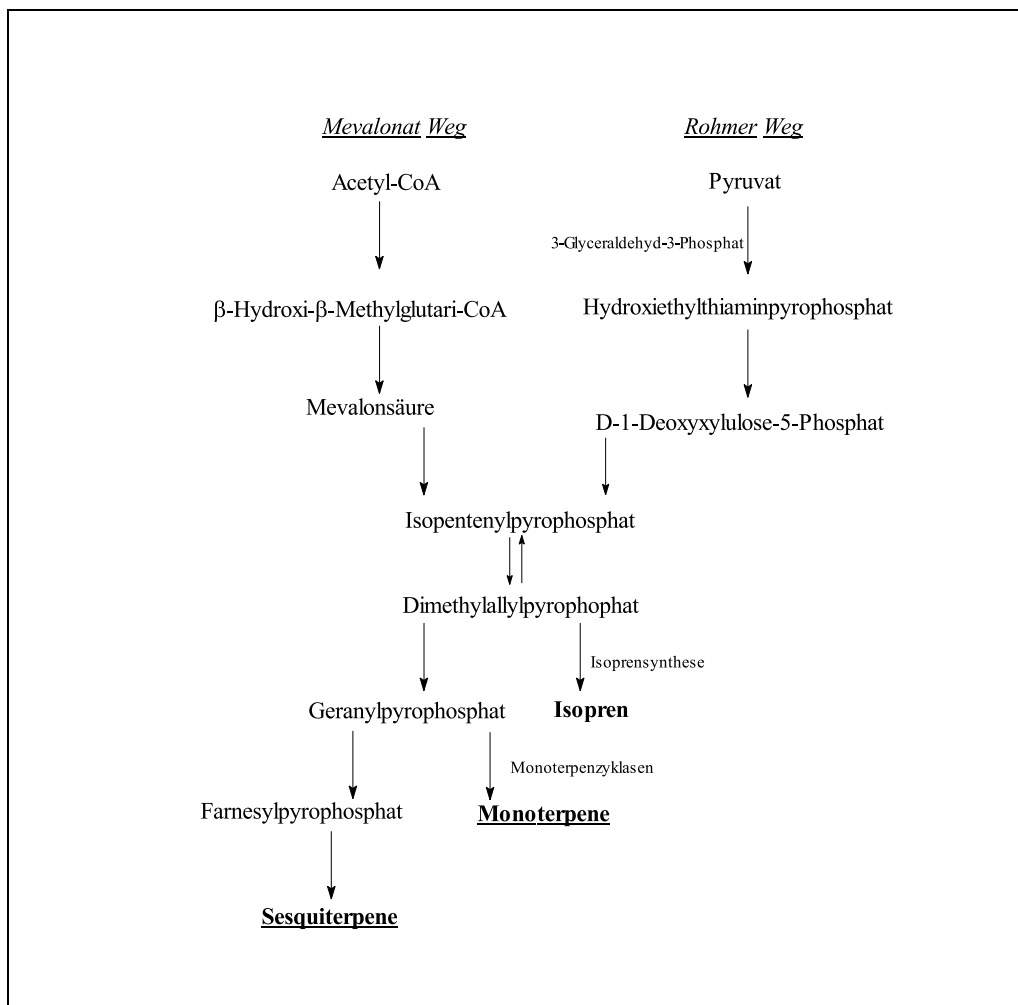 Mevalonat Weg
Rohmer Weg
Acetyl-CoA
Pyruvat
3-Glyceraldehyd-3-Phosphat
β-Hydroxi-β-Methylglutari-CoA
Hydroxiethylthiaminpyrophosphat
Mevalonsäure
D-1-Deoxyxylulose-5-Phosphat
Isopentenylpyrophosphat
Dimethylallylpyrophophat
Isoprensynthese
Geranylpyrophosphat
Isopren
Monoterpenzyklasen
Farnesylpyrophosphat
Monoterpene
Sesquiterpene